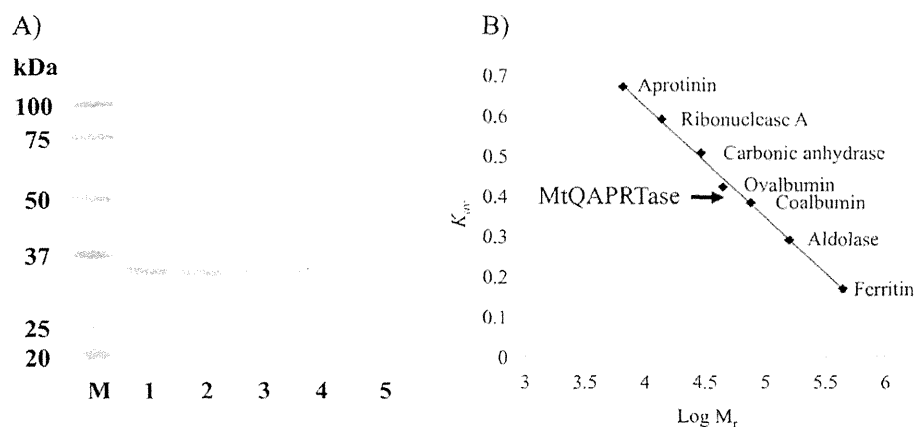 A)
kDa
100
75
50
37
25
20
M 1 2 3 4 5
B)
0.7
0.6
0.5
0.4
0.3
0.2
0.1
0
Kav
Aprotinin
Ribonuclease A
Carbonic anhydrase
Ovalbumin
MtQAPRTase
Coalbumin
Aldolase
Ferritin
3 3.5 4 4.5 5 5.5 6
Log Mr